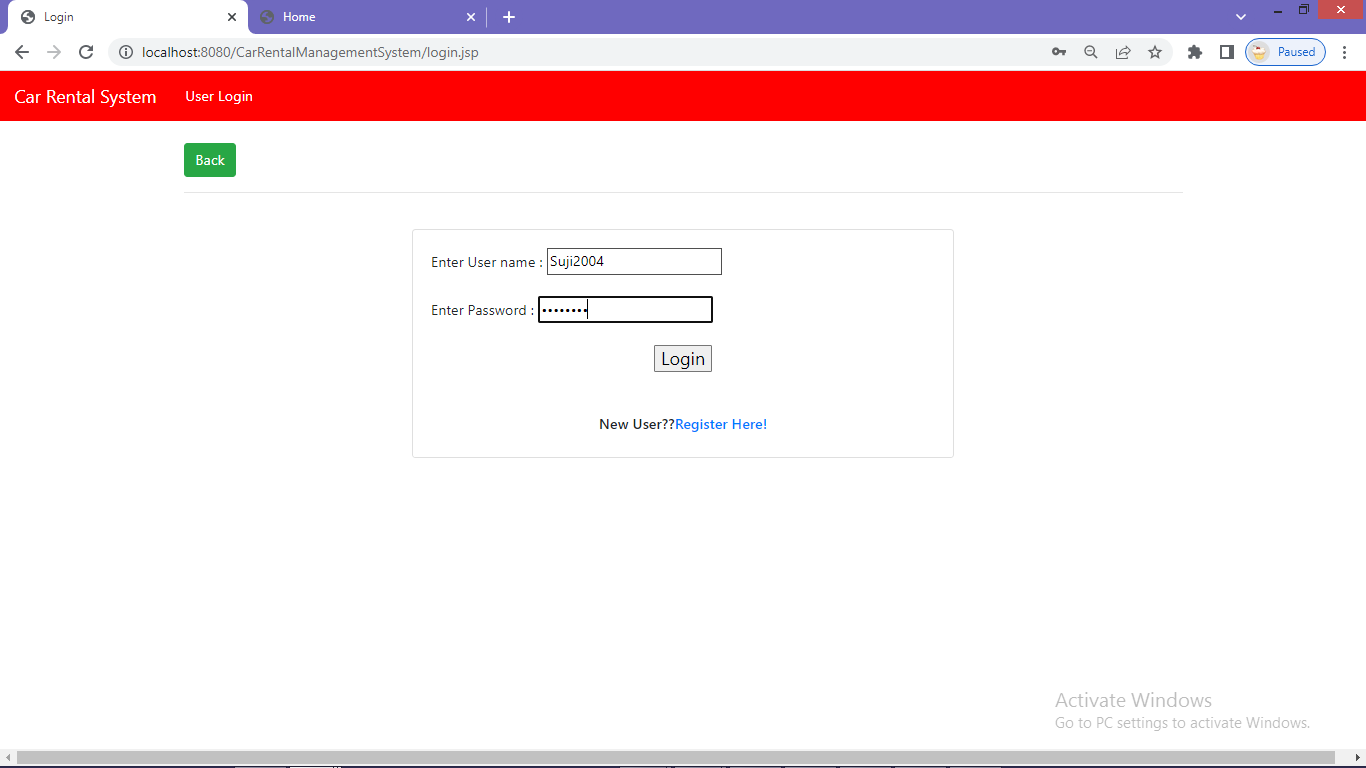 Login
Home
localhost:8080/CarRentalManagementSystem/login.jsp
Paused
Car Rental System User Login
Back
Enter User name : Suji2004
Enter Password : ••••••••
Login
New User??Register Here!
Activate Windows
Go to PC settings to activate Windows.